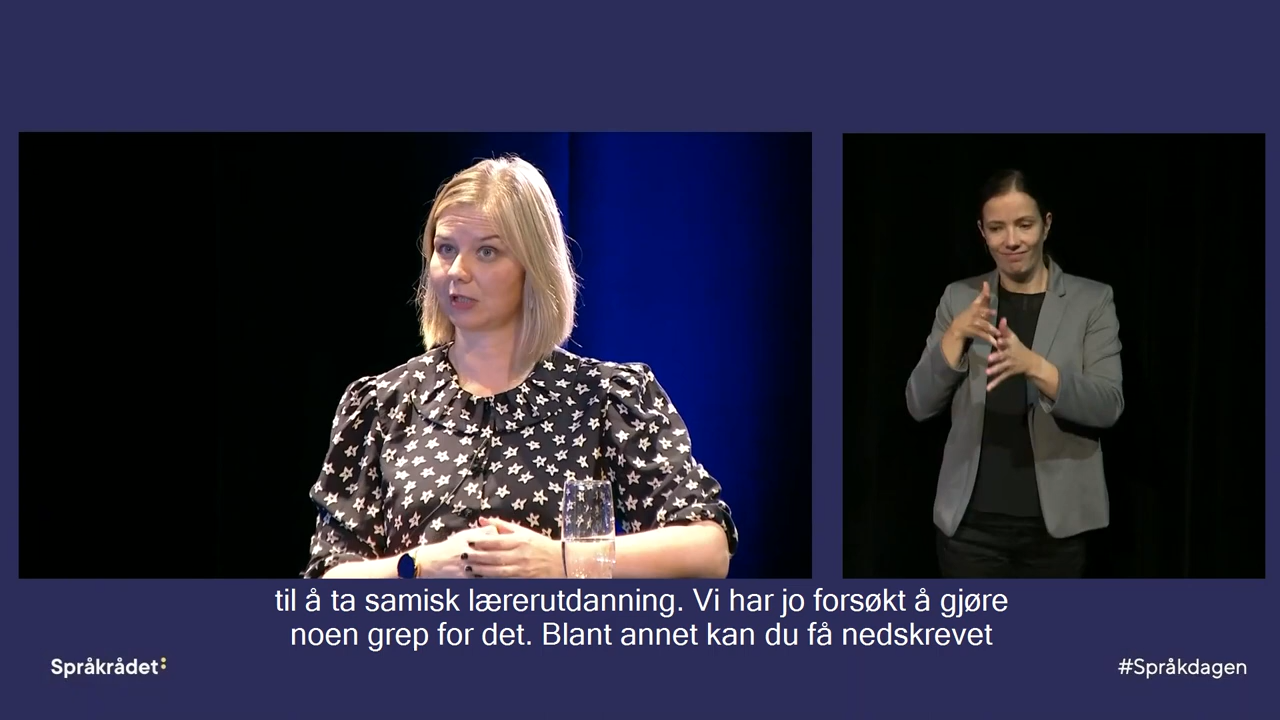 til å ta samisk lærerutdanning. Vi har jo forsøkt å gjøre
noen grep for det. Blant annet kan du få nedskrevet
Språkrådet:
#Språkdagen